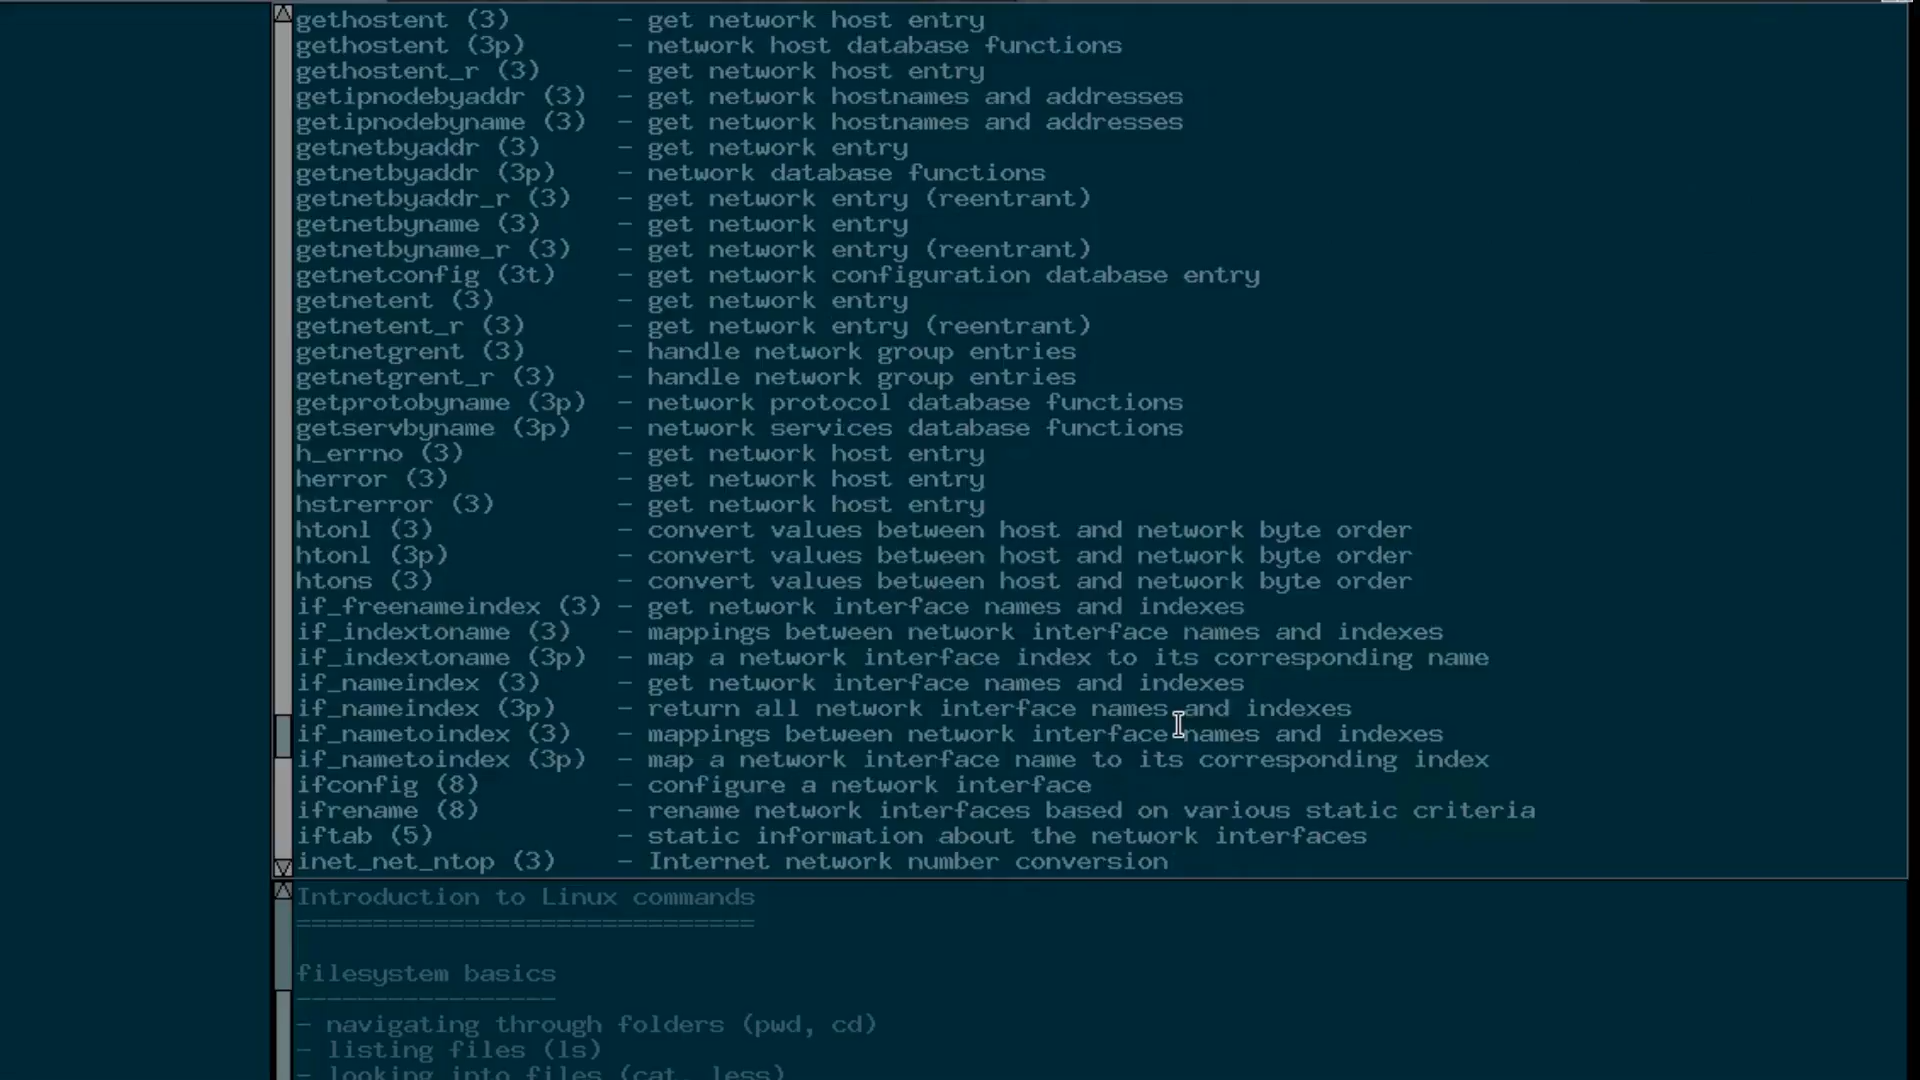 gethostent (3)       - get network host entry
gethostent (3p)      - network host database functions
gethostent_r (3)     - get network host entry
getipnodebyaddr (3)  - get network hostnames and addresses
getipnodebyname (3)  - get network hostnames and addresses
getnetbyaddr (3)     - get network entry
getnetbyaddr (3p)    - network database functions
getnetbyaddr_r (3)   - get network entry (reentrant)
getnetbyname (3)     - get network entry
getnetbyname_r (3)   - get network entry (reentrant)
getnetconfig (3t)    - get network configuration database entry
getnetent (3)        - get network entry
getnetent_r (3)      - get network entry (reentrant)
getnetgrent (3)      - handle network group entries
getnetgrent_r (3)    - handle network group entries
getprotobyname (3p)  - network protocol database functions
getservbyname (3p)   - network services database functions
h_errno (3)          - get network host entry
herror (3)           - get network host entry
hstrerror (3)        - get network host entry
htonl (3)            - convert values between host and network byte order
htonl (3p)           - convert values between host and network byte order
htons (3)            - convert values between host and network byte order
if_freenameindex (3) - get network interface names and indexes
if_indextoname (3)   - mappings between network interface names and indexes
if_indextoname (3p)  - map a network interface index to its corresponding name
if_nameindex (3)     - get network interface names and indexes
if_nameindex (3p)    - return all network interface names and indexes
if_nametoindex (3)   - mappings between network interface names and indexes
if_nametoindex (3p)  - map a network interface name to its corresponding index
ifconfig (8)         - configure a network interface
ifrename (8)         - rename network interfaces based on various static criteria
iftab (5)            - static information about the network interfaces
inet_net_ntop (3)    - Internet network number conversion
Introduction to Linux commands
==============================
filesystem basics
-----------------
- navigating through folders (pwd, cd)
- listing files (ls)
- looking into files (cat, less)